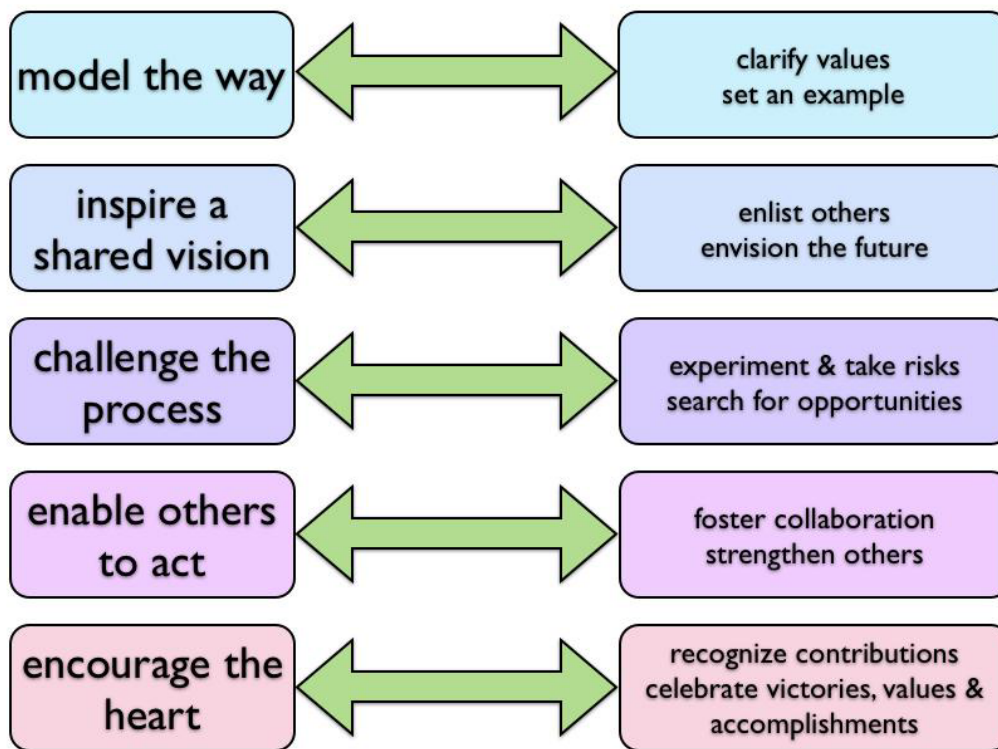 model the way
clarify values
set an example
inspire a
shared vision
enlist others
envision the future
challenge the
process
experiment & take risks
search for opportunities
enable others
to act
foster collaboration
strengthen others
encourage the
heart
recognize contributions
celebrate victories, values &
accomplishments